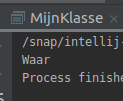 MijnKlasse
/snap/intellij-
Waar
Process finishe